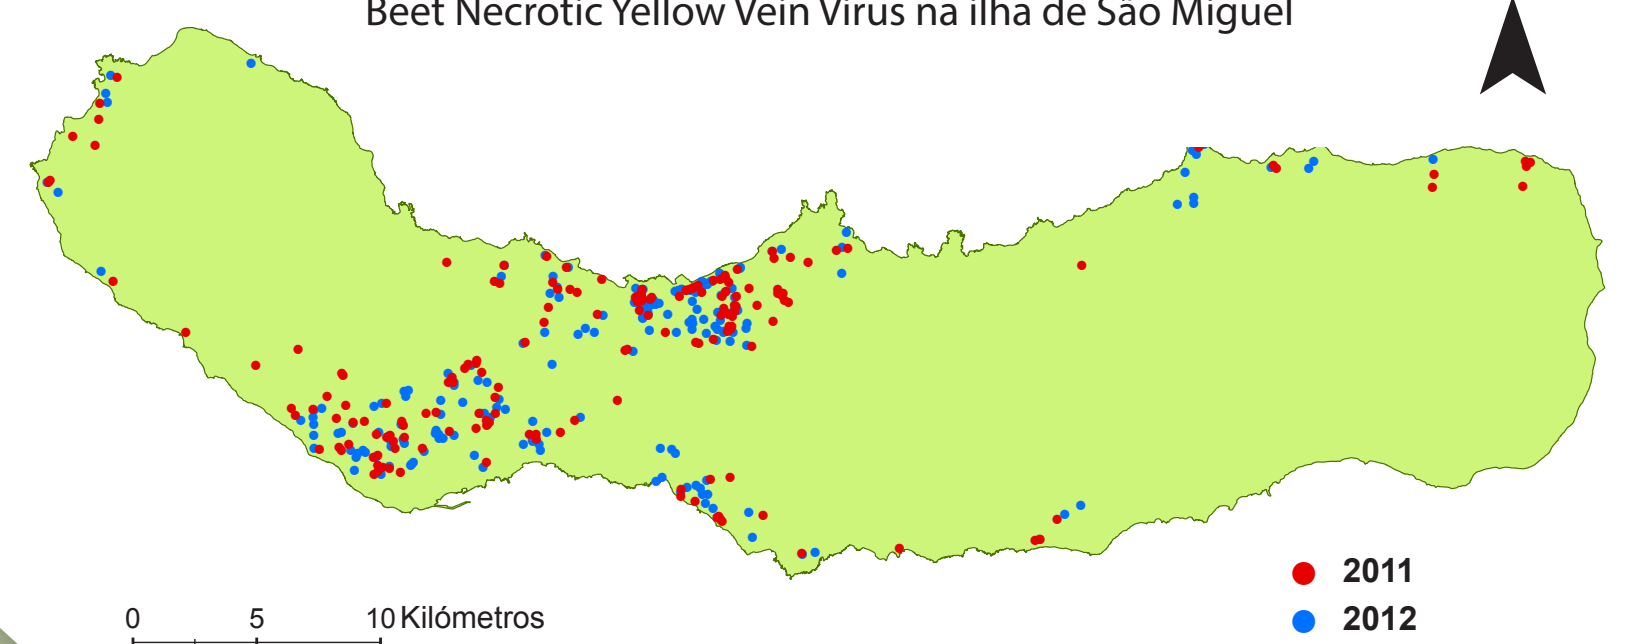 Beet Necrotic Yellow Vein Virus na ilha de São Miguel
2011
2012
0 5 10 Kilómetros